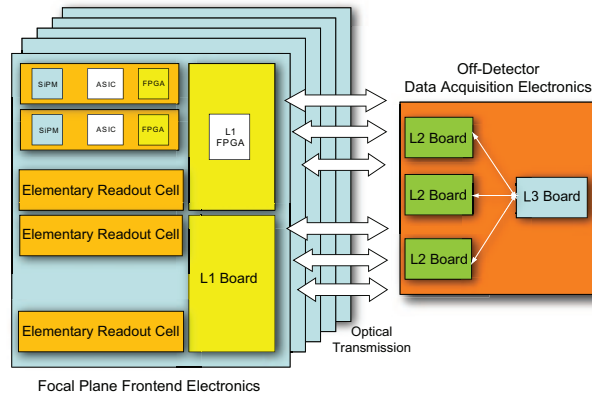 SiPM ASIC FPGA
SiPM ASIC FPGA
L1
FPGA
Elementary Readout Cell
Elementary Readout Cell
L1 Board
Elementary Readout Cell
Focal Plane Frontend Electronics
Optical
Transmission
Off-Detector
Data Acquisition Electronics
L2 Board
L2 Board
L3 Board
L2 Board